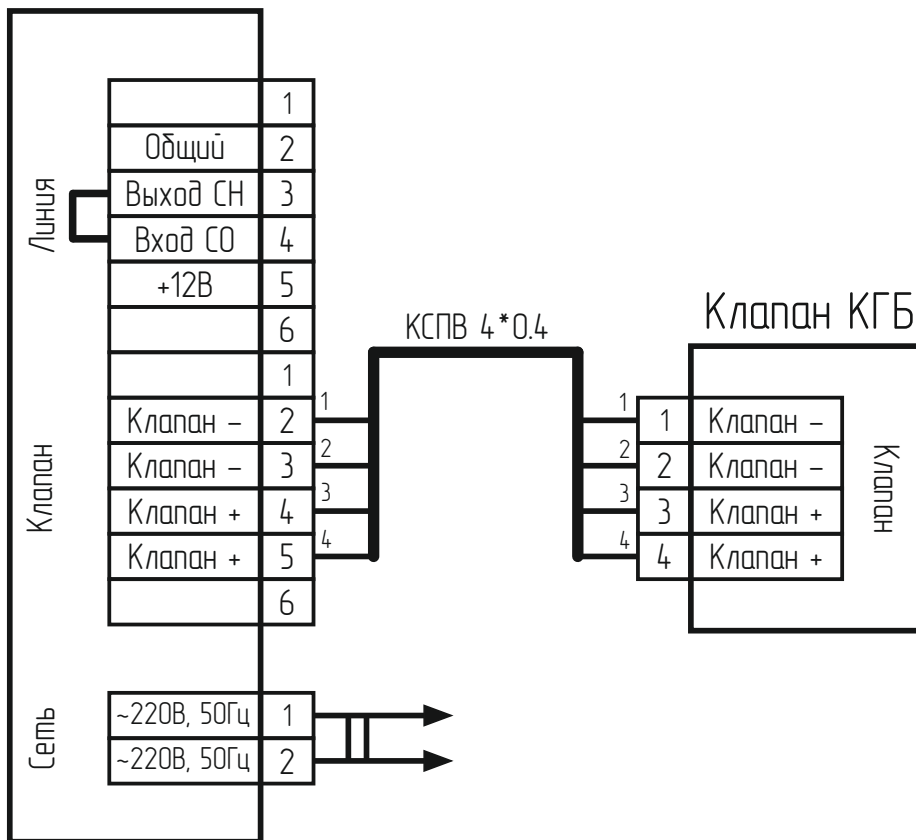 Линия
1
Общий 2
Выход СН 3
Вход СО 4
+12В 5
6
Клапан
1
Клапан – 2
Клапан – 3
Клапан + 4
Клапан + 5
6
1
2
3
4
КСПВ 4*0.4
Клапан КГБ
1
2
3
4
1 Клапан –
2 Клапан –
3 Клапан +
4 Клапан +
Клапан
Сеть
~220В, 50Гц 1
~220В, 50Гц 2